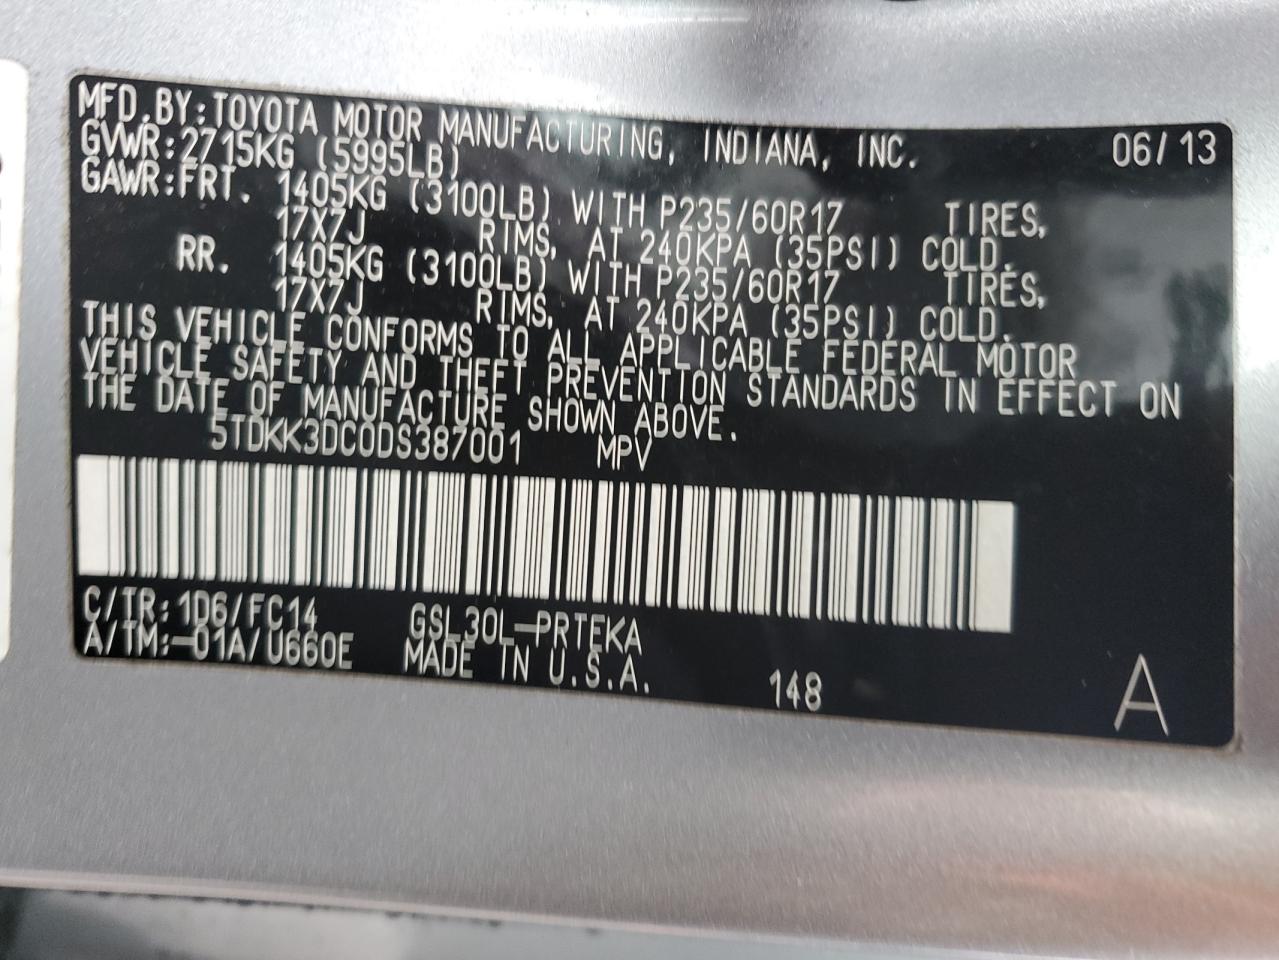 MFD.BY:TOYOTA MOTOR MANUFACTURING, INDIANA, INC. 06/13
GVWR:2715KG (5995LB)
GAWR:FRT. 1405KG (3100LB) WITH P235/60R17 TIRES,
17X7J RIMS, AT 240KPA (35PSI) COLD.
RR. 1405KG (3100LB) WITH P235/60R17 TIRES,
17X7J RIMS, AT 240KPA (35PSI) COLD.
THIS VEHICLE CONFORMS TO ALL APPLICABLE FEDERAL MOTOR
VEHICLE SAFETY AND THEFT PREVENTION STANDARDS IN EFFECT ON
THE DATE OF MANUFACTURE SHOWN ABOVE.
5TDKK3DC0DS387001 MPV
C/TR:1D6/FC14 GSL30L-PRTEKA
A/TM:-01A/U660E MADE IN U.S.A. 148
A